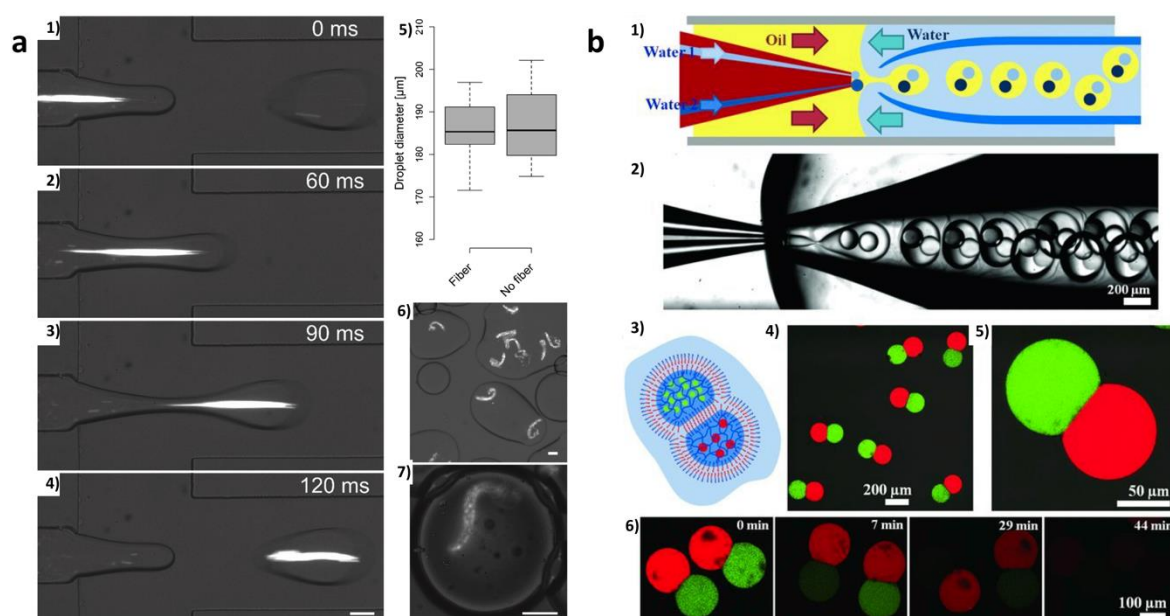 a
1)
0 ms
2)
60 ms
3)
90 ms
4)
120 ms
5)
Droplet diameter [µm]
210
200
190
180
170
160
Fiber
No fiber
6)
7)
b
1)
Oil
Water
Water 1
Water 2
2)
200 µm
3)
4)
200 µm
5)
50 µm
6)
0 min
7 min
29 min
44 min
100 µm